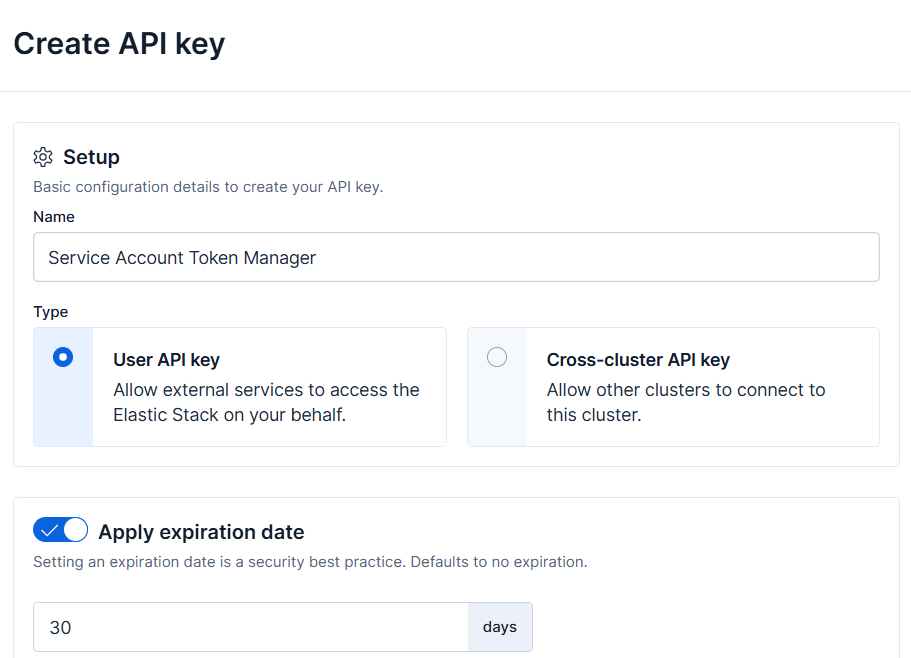 Create API key
Setup
Basic configuration details to create your API key.
Name
Service Account Token Manager
Type
User API key
Allow external services to access the
Elastic Stack on your behalf.
Cross-cluster API key
Allow other clusters to connect to
this cluster.
Apply expiration date
Setting an expiration date is a security best practice. Defaults to no expiration.
30
days